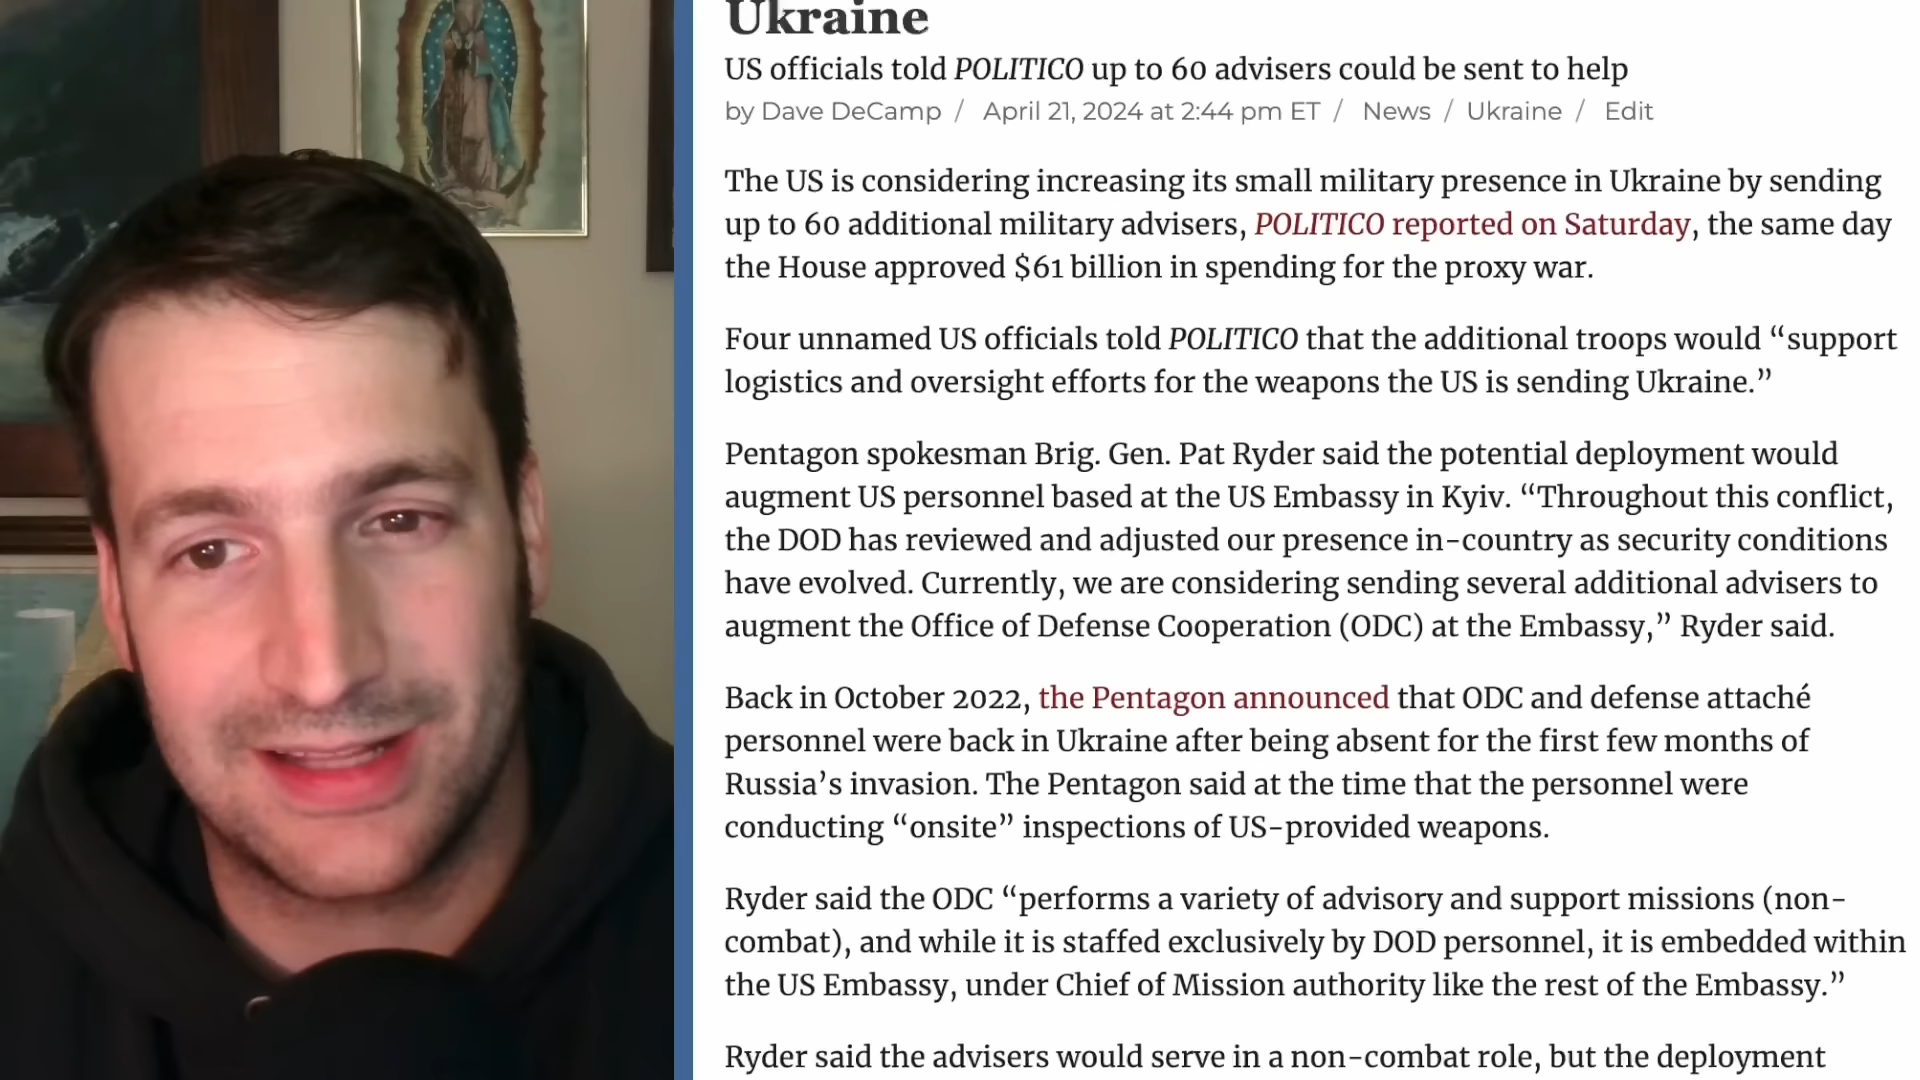 Ukraine
US officials told POLITICO up to 60 advisers could be sent to help
by Dave DeCamp / April 21, 2024 at 2:44 pm ET / News / Ukraine / Edit
The US is considering increasing its small military presence in Ukraine by sending
up to 60 additional military advisers, POLITICO reported on Saturday, the same day
the House approved $61 billion in spending for the proxy war.
Four unnamed US officials told POLITICO that the additional troops would “support
logistics and oversight efforts for the weapons the US is sending Ukraine.”
Pentagon spokesman Brig. Gen. Pat Ryder said the potential deployment would
augment US personnel based at the US Embassy in Kyiv. “Throughout this conflict,
the DOD has reviewed and adjusted our presence in-country as security conditions
have evolved. Currently, we are considering sending several additional advisers to
augment the Office of Defense Cooperation (ODC) at the Embassy,” Ryder said.
Back in October 2022, the Pentagon announced that ODC and defense attaché
personnel were back in Ukraine after being absent for the first few months of
Russia’s invasion. The Pentagon said at the time that the personnel were
conducting “onsite” inspections of US-provided weapons.
Ryder said the ODC “performs a variety of advisory and support missions (non-
combat), and while it is staffed exclusively by DOD personnel, it is embedded within
the US Embassy, under Chief of Mission authority like the rest of the Embassy.”
Ryder said the advisers would serve in a non-combat role, but the deployment